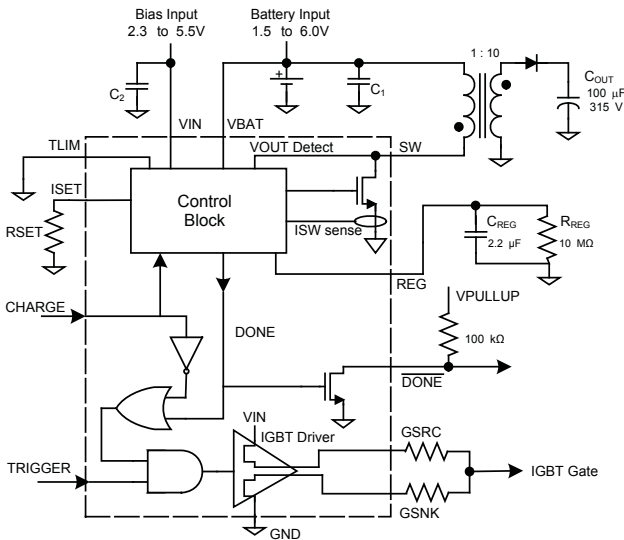 Bias Input
2.3 to 5.5V
Battery Input
1.5 to 6.0V
1 : 10
COUT
100 µF
315 V
C2
C1
VIN
VBAT
TLIM
VOUT Detect
SW
ISET
Control
Block
RSET
ISW sense
CREG
2.2 µF
RREG
10 MΩ
REG
CHARGE
VPULLUP
DONE
100 kΩ
DONE
VIN
IGBT Driver
GSRC
TRIGGER
IGBT Gate
GSNK
GND